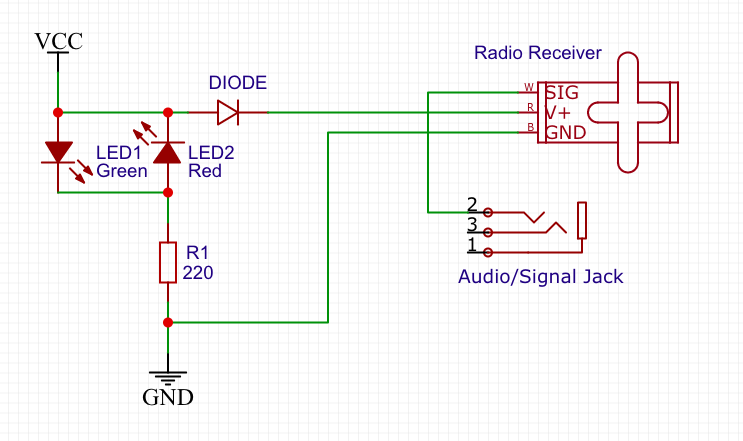 VCC
Radio Receiver
DIODE
W SIG
R V+
B GND
LED1
Green
LED2
Red
2
3
1
R1
220
Audio/Signal Jack
GND